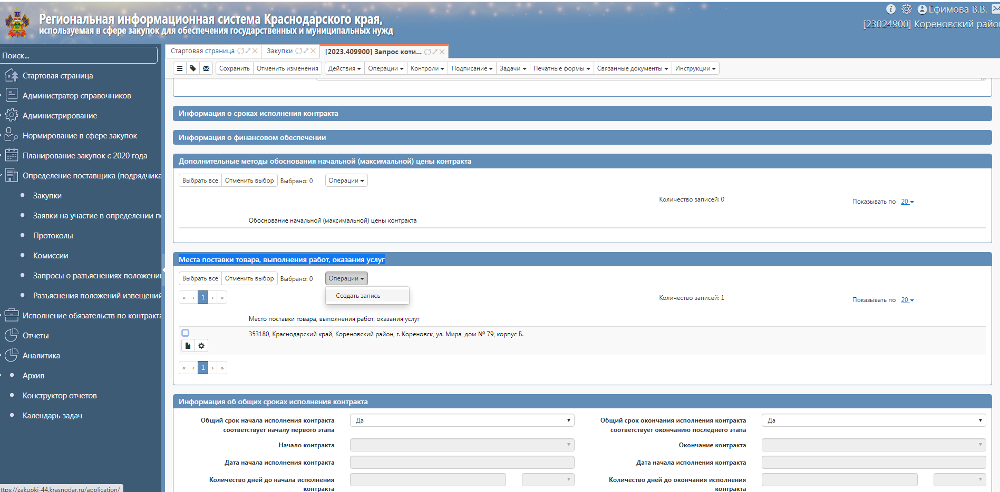 Региональная информационная система Краснодарского края,
используемая в сфере закупок для обеспечения государственных и муниципальных нужд
Ефимова В.В.
[23024900] Кореновский райо
Поиск...
Стартовая страница
Администратор справочников
Администрирование
Нормирование в сфере закупок
Планирование закупок с 2020 года
Определение поставщика (подрядчика
Закупки
Заявки на участие в определении п
Протоколы
Комиссии
Запросы о разъяснениях положени
Разъяснения положений извещени
Исполнение обязательств по контракта
Отчеты
Аналитика
Архив
Конструктор отчетов
Календарь задач
ttps://zakupki-44.krasnodar.ru/application/
Стартовая страница Закупки [2023.409900] Запрос коти...
Сохранить Отменить изменения Действия Операции Контроли Подписание Задачи Печатные формы Связанные документы Инструкции
Информация о сроках исполнения контракта
Информация о финансовом обеспечении
Дополнительные методы обоснования начальной (максимальной) цены контракта
Выбрать все Отменить выбор Выбрано: 0 Операции
Количество записей: 0 Показывать по 20
Обоснование начальной (максимальной) цены контракта
Места поставки товара, выполнения работ, оказания услуг
Выбрать все Отменить выбор Выбрано: 0 Операции
Создать запись
« ‹ 1 › » Количество записей: 1 Показывать по 20
Место поставки товара, выполнения работ, оказания услуг
353180, Краснодарский край, Кореновский район, г. Кореновск, ул. Мира, дом № 79, корпус Б.
« ‹ 1 › »
Информация об общих сроках исполнения контракта
Общий срок начала исполнения контракта
соответствует началу первого этапа
Да
Общий срок окончания исполнения контракта
соответствует окончанию последнего этапа
Да
Начало контракта
Окончание контракта
Дата начала исполнения контракта
Дата начала исполнения контракта
Количество дней до начала исполнения
контракта
Количество дней до окончания исполнения
контракта